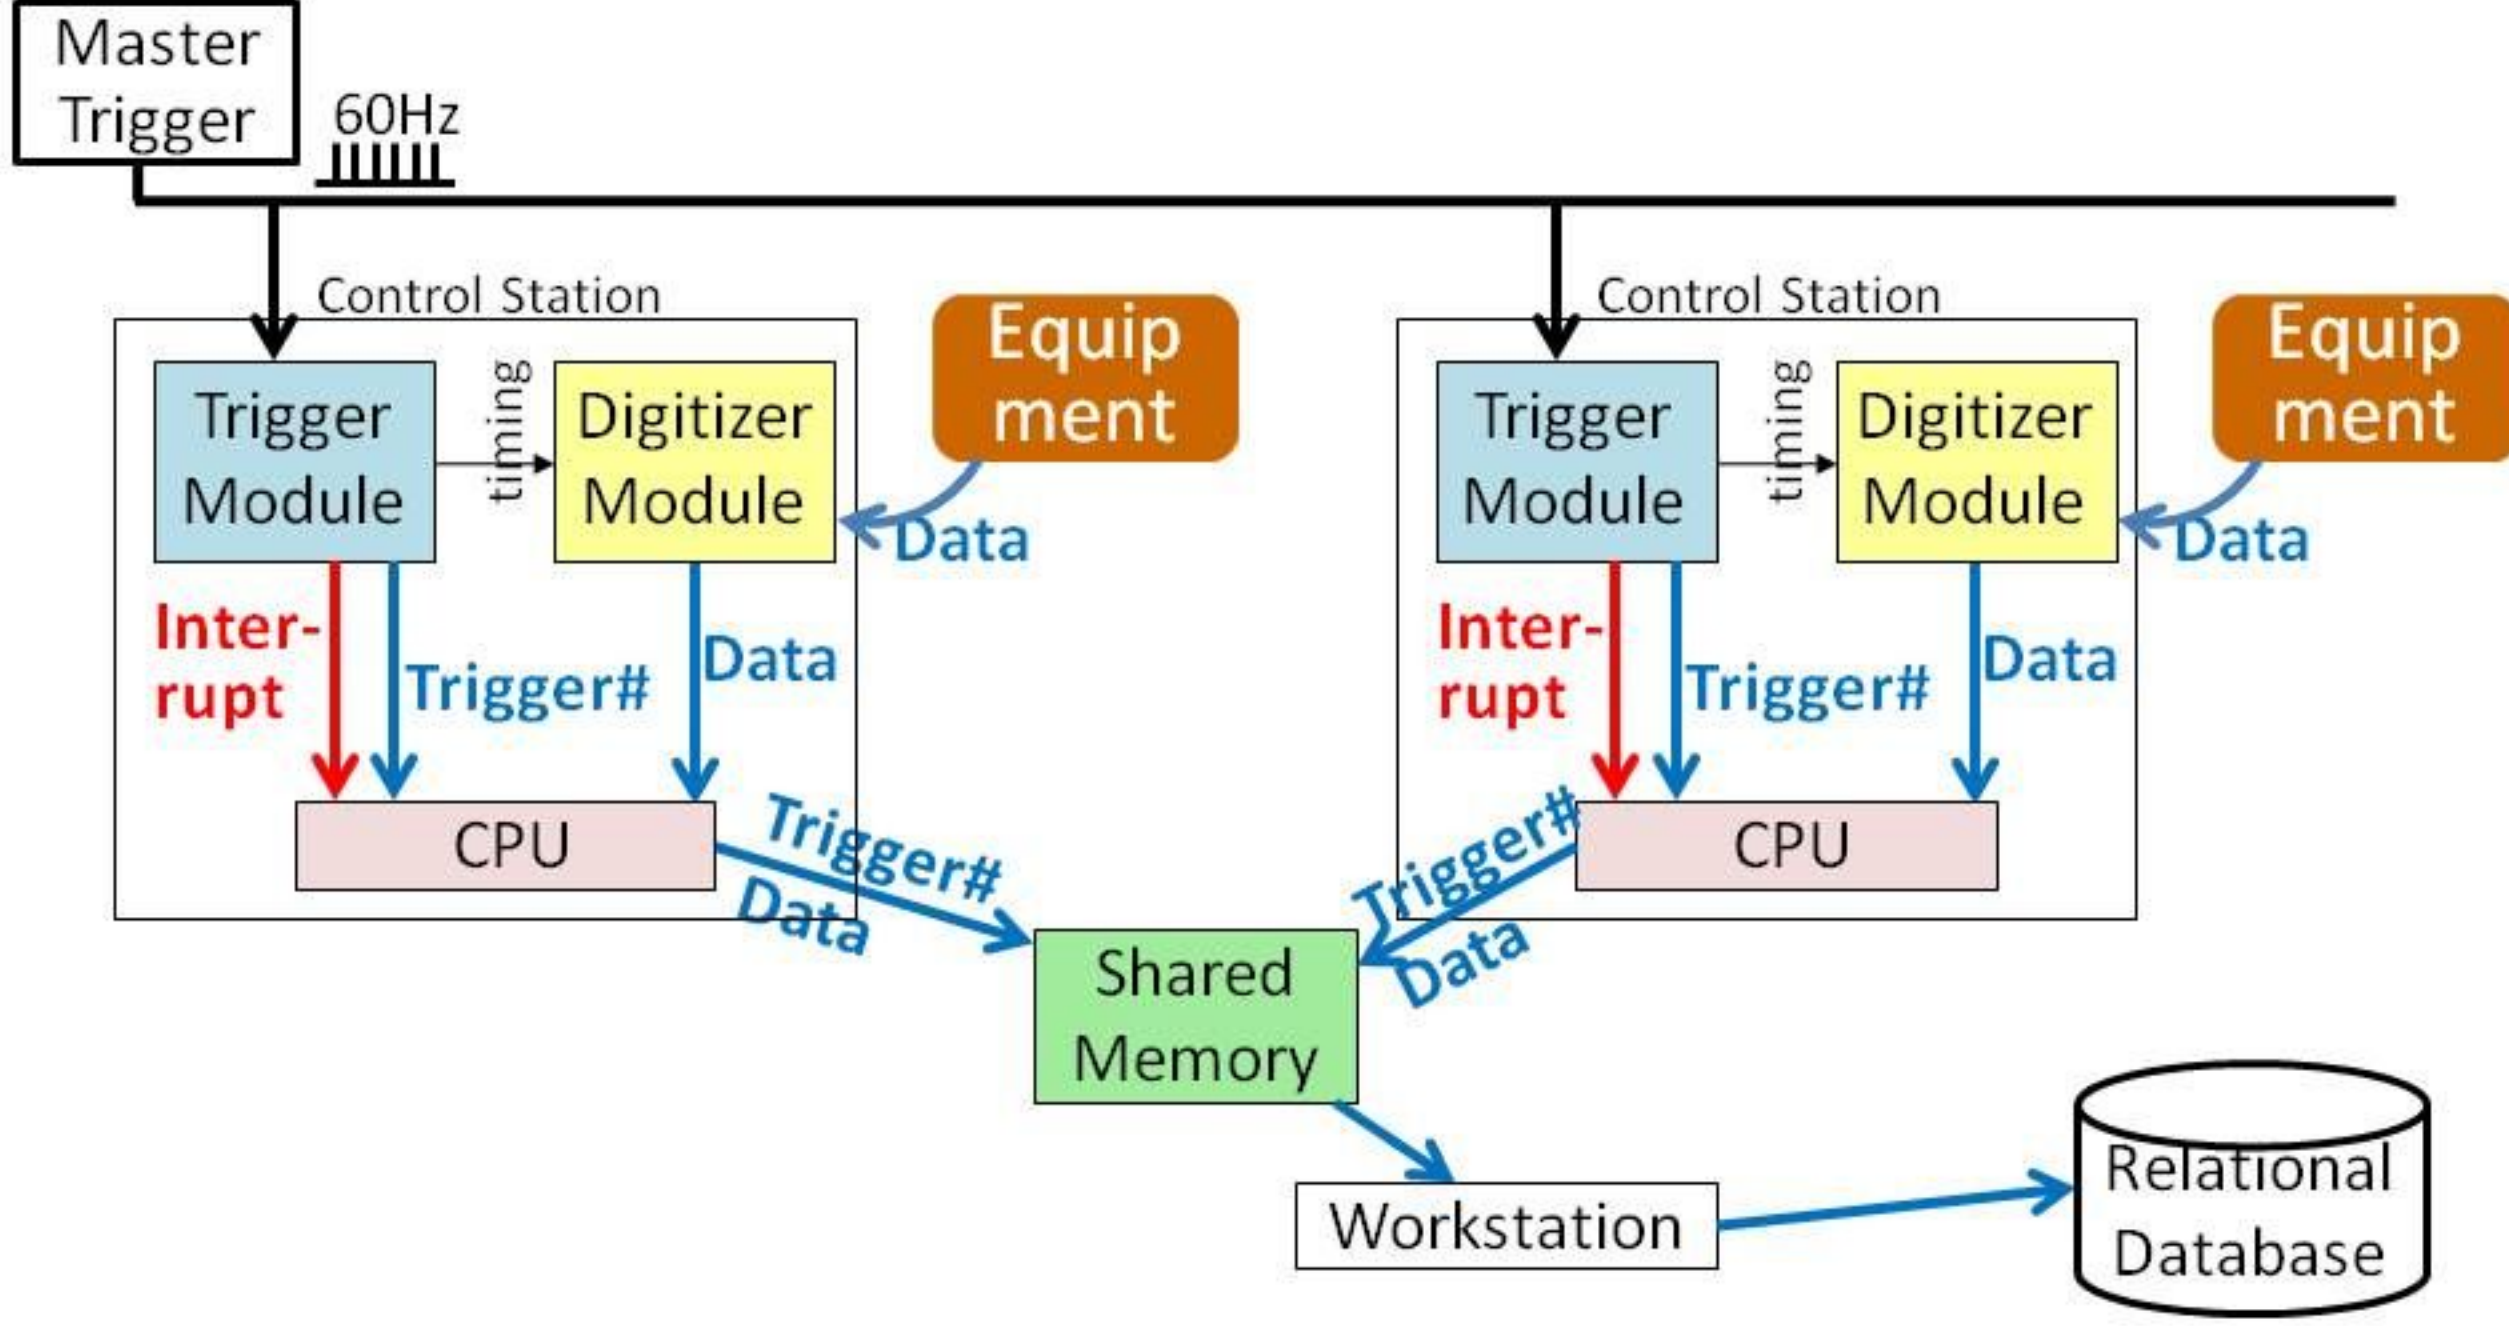 Master
Trigger
60Hz
Control Station
Control Station
Equip
ment
Equip
ment
Trigger
Module
timing
Digitizer
Module
Data
Trigger
Module
timing
Digitizer
Module
Data
Inter-
rupt
Trigger#
Data
Inter-
rupt
Trigger#
Data
CPU
Trigger#
Data
CPU
Trigger#
Data
Shared
Memory
Workstation
Relational
Database